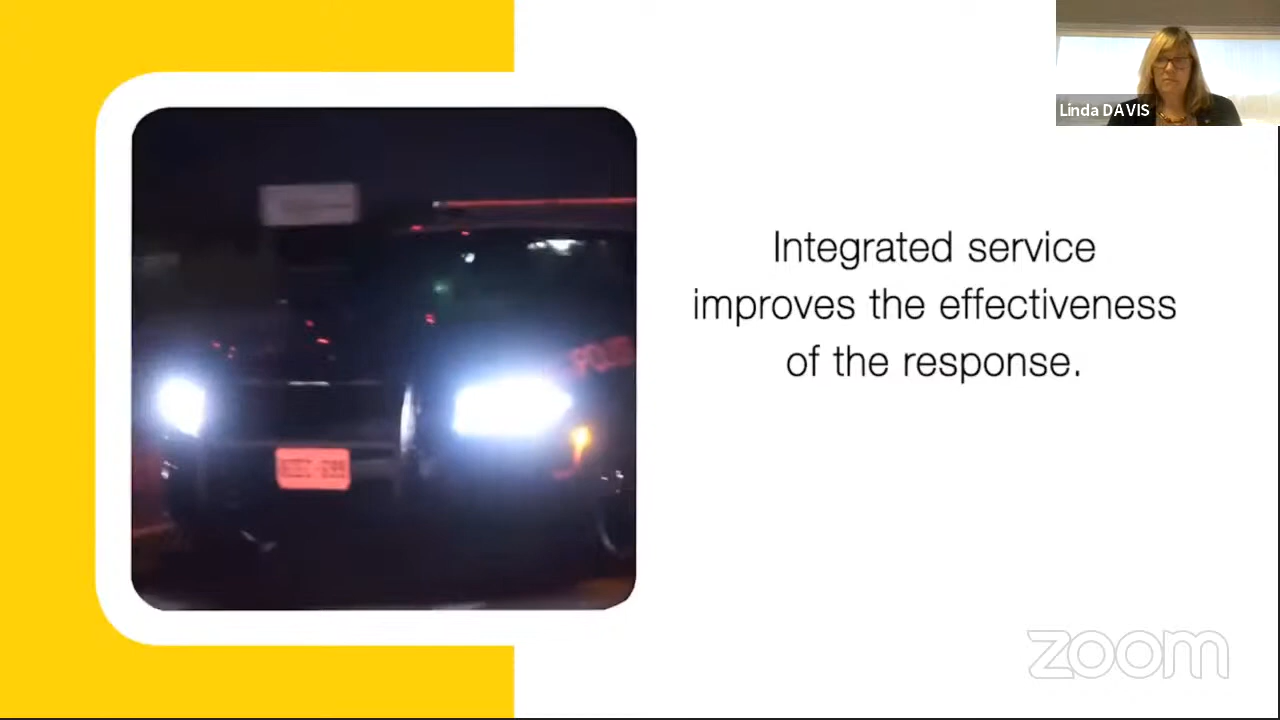 Linda DAVIS
Integrated service
improves the effectiveness
of the response.
zoom